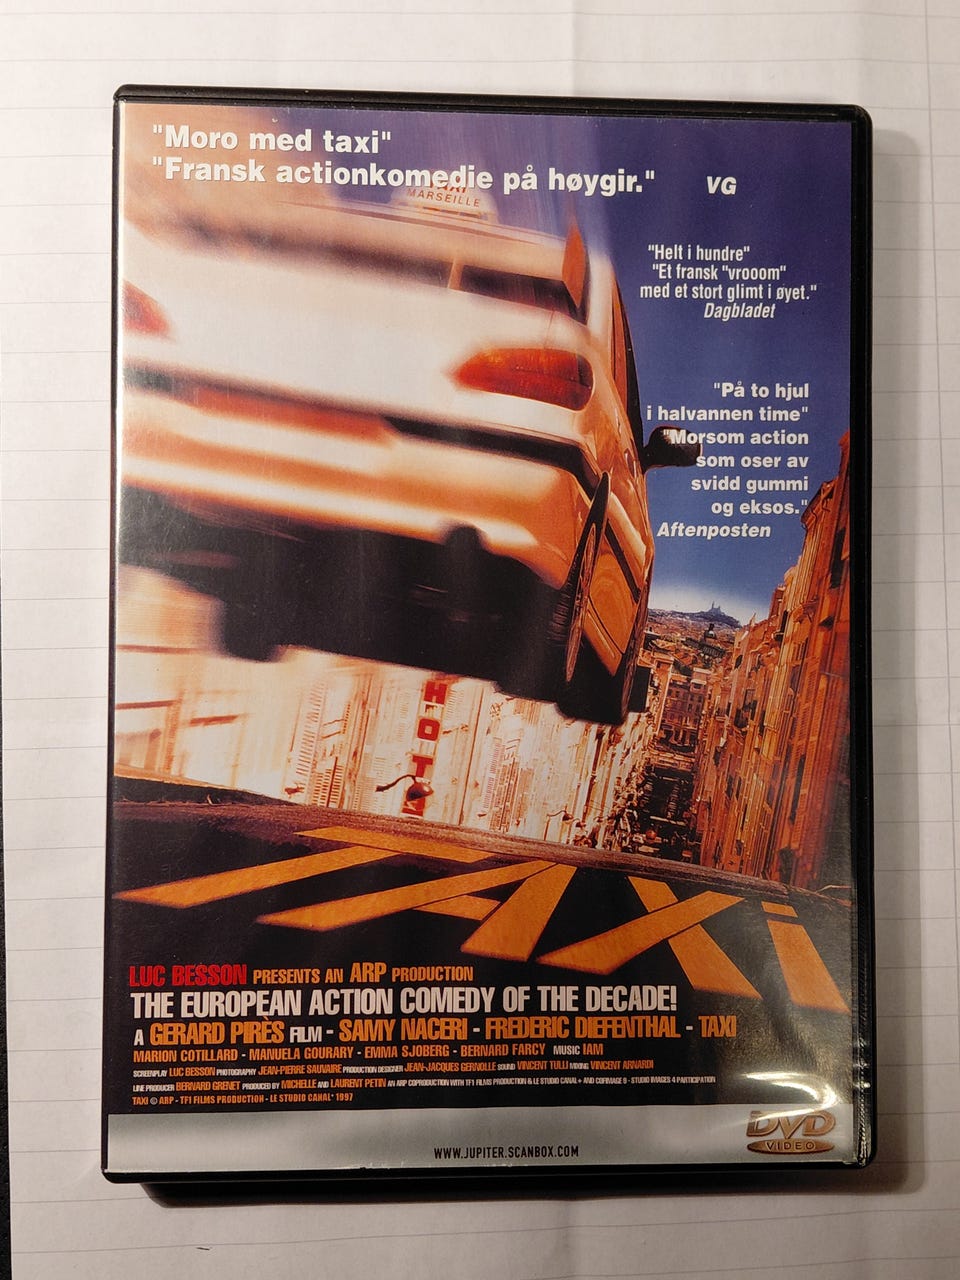 "Moro med taxi"
"Fransk actionkomedie på høygir."
VG
TAXI
MARSEILLE
"Helt i hundre"
"Et fransk "vrooom"
med et stort glimt i øyet."
Dagbladet
"På to hjul
i halvannen time"
"Morsom action
som oser av
svidd gummi
og eksos."
Aftenposten
HOTEL
TAXi
LUC BESSON PRESENTS AN ARP PRODUCTION
THE EUROPEAN ACTION COMEDY OF THE DECADE!
A GERARD PIRÈS FILM - SAMY NACERI - FREDERIC DIEFENTHAL - TAXI
MARION COTILLARD - MANUELA GOURARY - EMMA SJOBERG - BERNARD FARCY MUSIC IAM
SCREENPLAY LUC BESSON PHOTOGRAPHY JEAN-PIERRE SAUVAIRE PRODUCTION DESIGNER JEAN-JACQUES GERNOLLE SOUND VINCENT TULLI MIXING VINCENT ARNARDI
LINE PRODUCER BERNARD GRENET PRODUCED BY MICHELLE AND LAURENT PETIN AN ARP COPRODUCTION WITH TF1 FILMS PRODUCTION & LE STUDIO CANAL+ AND COFIMAGE 9 - STUDIO IMAGES 4 PARTICIPATION
TAXI © ARP - TF1 FILMS PRODUCTION - LE STUDIO CANAL+ 1997
WWW.JUPITER.SCANBOX.COM
DVD
VIDEO